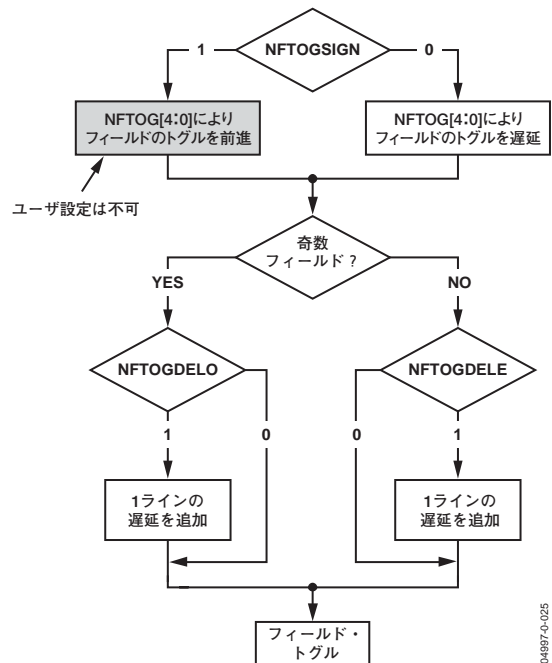 NFTOGSIGN
1
0
NFTOG[4:0]により
フィールドのトグルを前進
NFTOG[4:0]により
フィールドのトグルを遅延
ユーザ設定は不可
奇数
フィールド?
YES
NO
NFTOGDELO
NFTOGDELE
1
0
0
1
1ラインの
遅延を追加
1ラインの
遅延を追加
フィールド・
トグル
04997-0-025